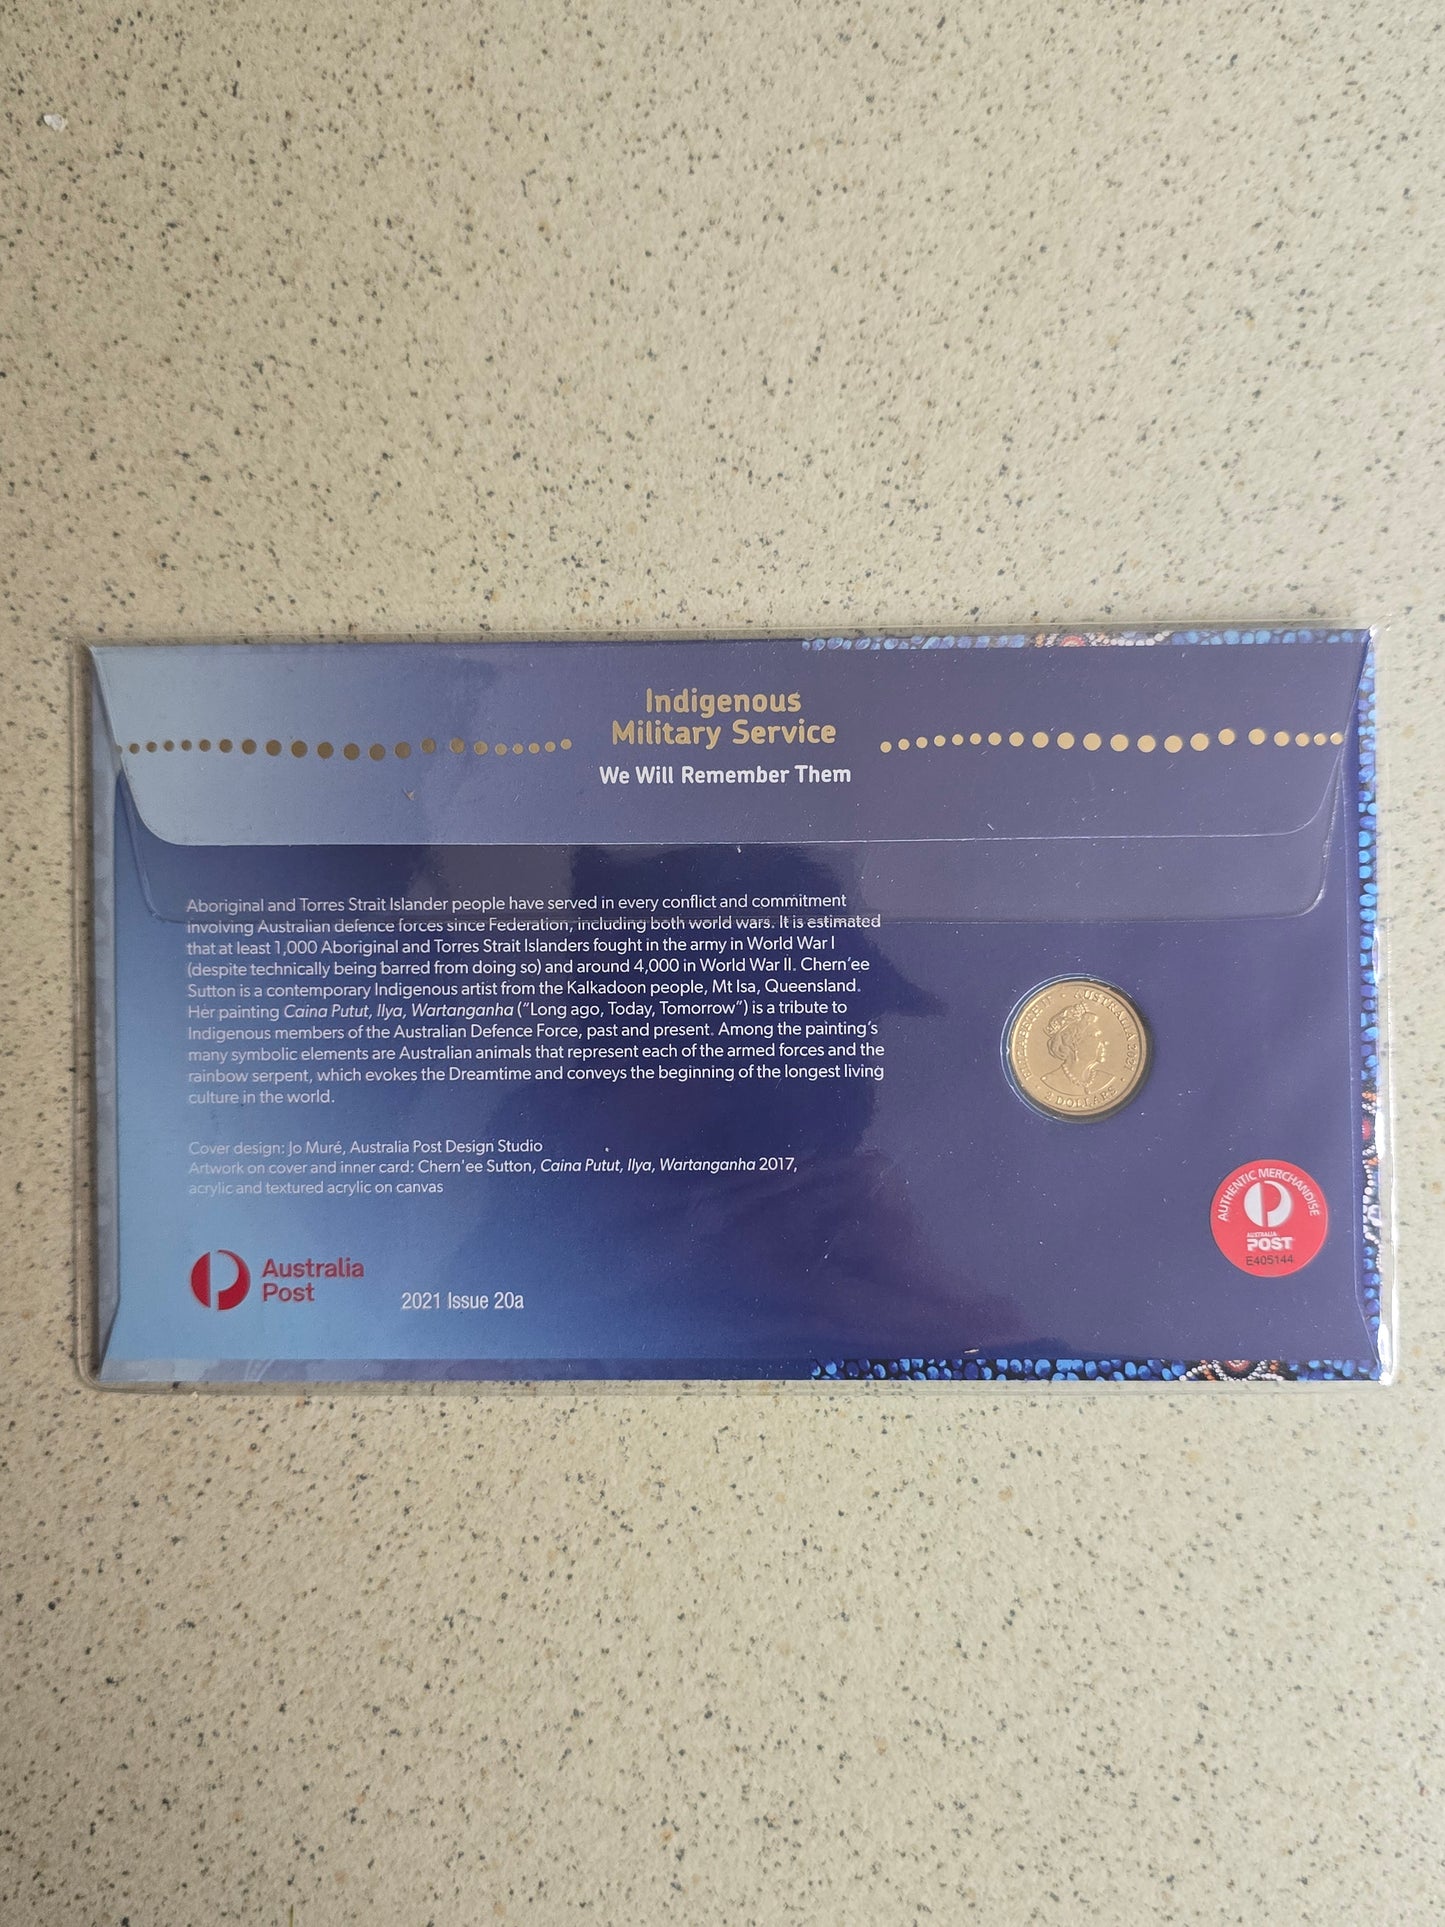 Indigenous
Military Service
We Will Remember Them
Aboriginal and Torres Strait Islander people have served in every conflict and commitment
involving Australian defence forces since Federation, including both world wars. It is estimated
that at least 1,000 Aboriginal and Torres Strait Islanders fought in the army in World War I
(despite technically being barred from doing so) and around 4,000 in World War II. Chern'ee
Sutton is a contemporary Indigenous artist from the Kalkadoon people, Mt Isa, Queensland.
Her painting Caina Putut, Ilya, Wartanganha (“Long ago, Today, Tomorrow”) is a tribute to
Indigenous members of the Australian Defence Force, past and present. Among the painting’s
many symbolic elements are Australian animals that represent each of the armed forces and the
rainbow serpent, which evokes the Dreamtime and conveys the beginning of the longest living
culture in the world.
ELIZABETH II • AUSTRALIA 2021 •
2 DOLLARS
Cover design: Jo Muré, Australia Post Design Studio
Artwork on cover and inner card: Chern'ee Sutton, Caina Putut, Ilya, Wartanganha 2017,
acrylic and textured acrylic on canvas
AUTHENTIC MERCHANDISE
AUSTRALIA
POST
E405144
Australia
Post
2021 Issue 20a